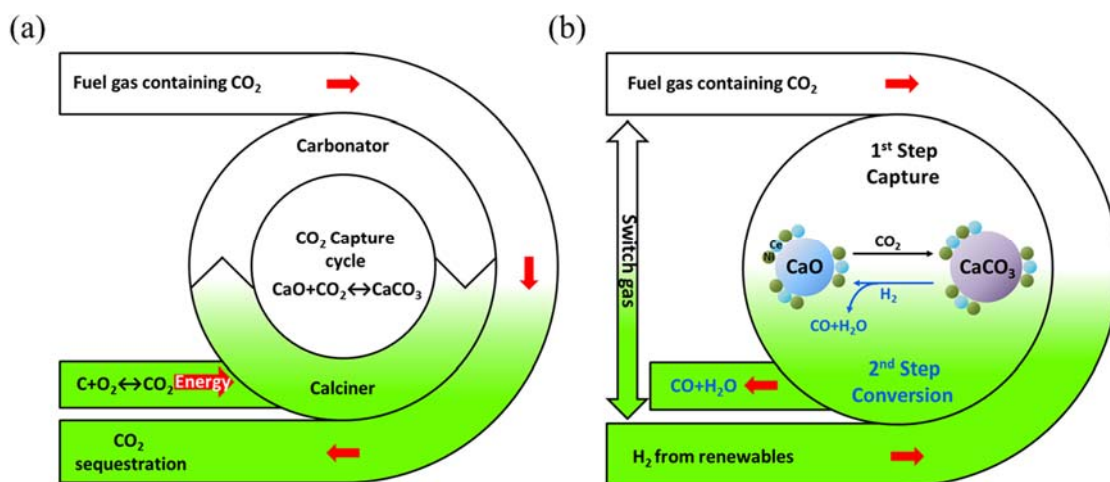 (a)
Fuel gas containing CO₂
Carbonator
CO₂ Capture
cycle
CaO+CO₂↔CaCO₃
C+O₂↔CO₂ Energy
Calciner
CO₂
sequestration
(b)
Fuel gas containing CO₂
1st Step
Capture
Switch gas
Ce
Ni
CaO
CO₂
CaCO₃
H₂
CO+H₂O
CO+H₂O
2nd Step
Conversion
H₂ from renewables